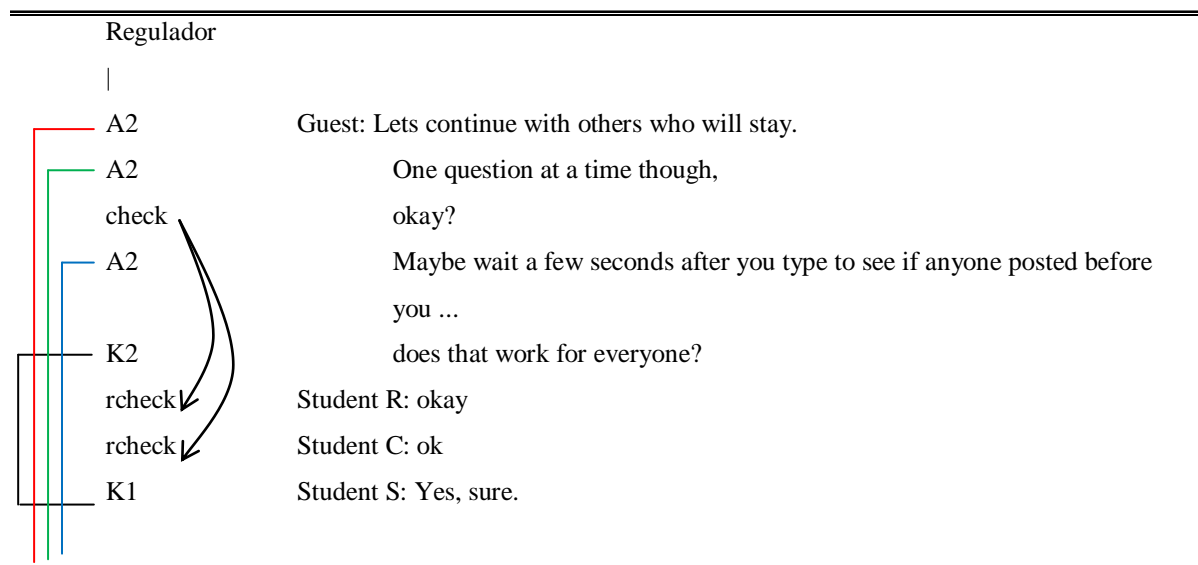 Regulador
|
A2 Guest: Lets continue with others who will stay.
A2 One question at a time though,
check okay?
A2 Maybe wait a few seconds after you type to see if anyone posted before
you ...
K2 does that work for everyone?
rcheck Student R: okay
rcheck Student C: ok
K1 Student S: Yes, sure.